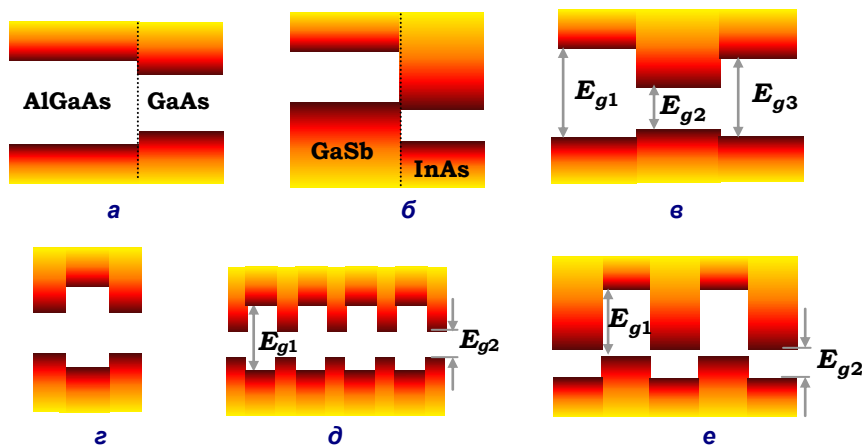 AlGaAs
GaAs
а
GaSb
InAs
б
Eg1
Eg2
Eg3
в
г
Eg1
Eg2
д
Eg1
Eg2
е